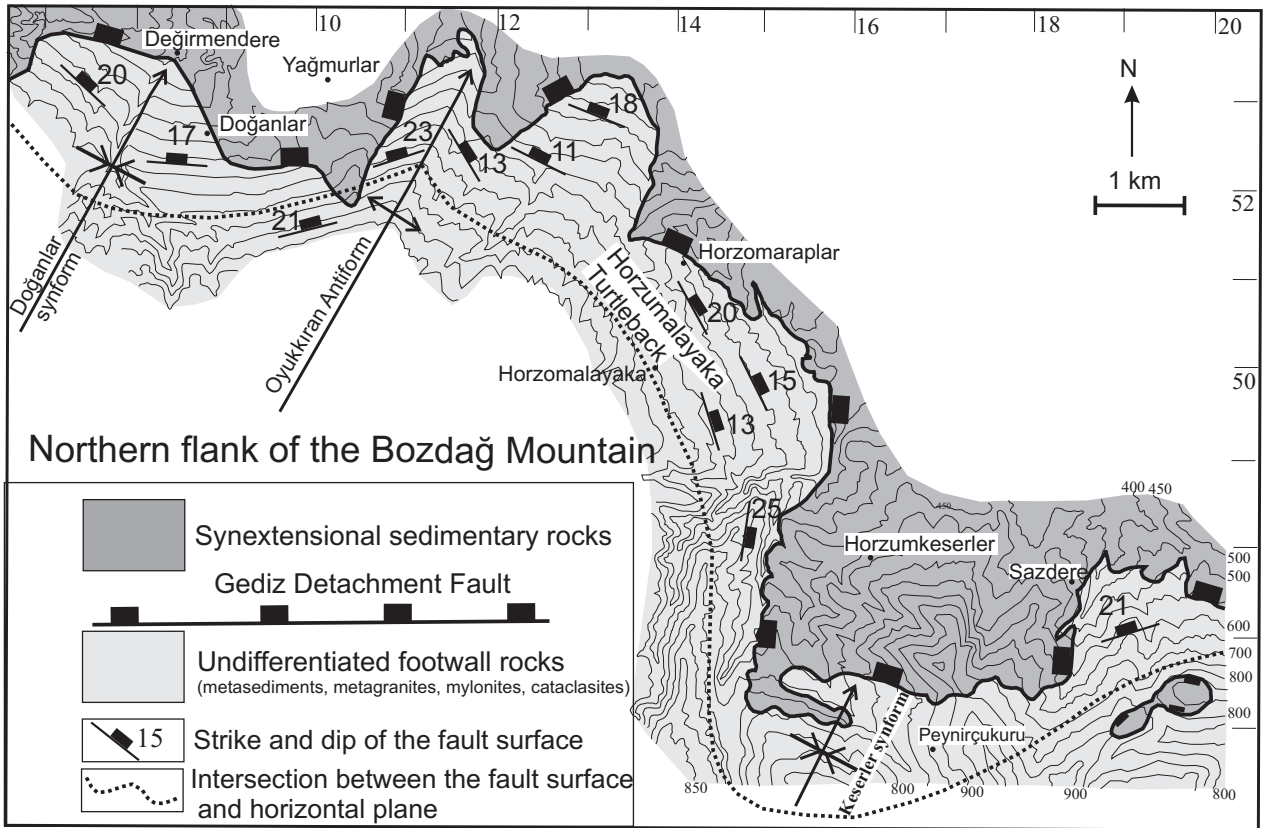 10
12
14
16
18
20
Değirmendere
Yağmurlar
20
Doğanlar
17
23
13
11
18
N
1 km
52
21
Doğanlar
synform
Oyukkıran Antiform
Horzomaraplar
Horzumalayaka
Turtleback
20
Horzomalayaka
15
13
50
Northern flank of the Bozdağ Mountain
400 450
450
25
Horzumkeserler
Sazdere
500
500
21
600
700
800
800
Peynirçukuru
Keserler synform
850
800
900
900
800
Synextensional sedimentary rocks
Gediz Detachment Fault
Undifferentiated footwall rocks
(metasediments, metagranites, mylonites, cataclasites)
15
Strike and dip of the fault surface
Intersection between the fault surface
and horizontal plane